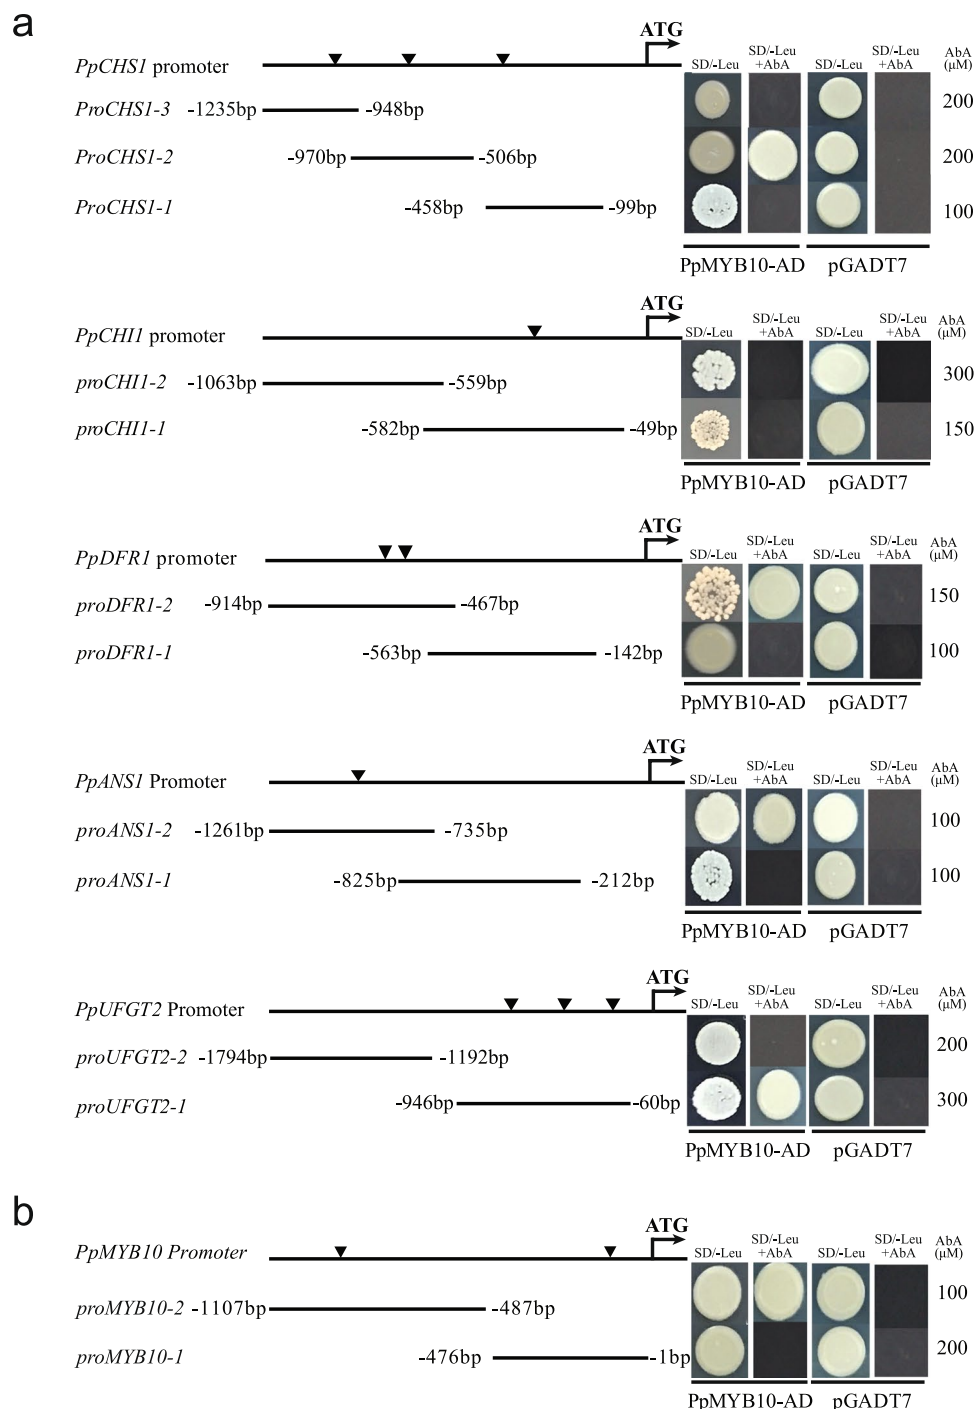 a
ATG
PpCHS1 promoter
SD/-Leu SD/-Leu +AbA SD/-Leu SD/-Leu +AbA AbA (μM)
ProCHS1-3 -1235bp -948bp 200
ProCHS1-2 -970bp -506bp 200
ProCHS1-1 -458bp -99bp 100
PpMYB10-AD pGADT7
ATG
PpCHI1 promoter
SD/-Leu SD/-Leu +AbA SD/-Leu SD/-Leu +AbA AbA (μM)
proCHI1-2 -1063bp -559bp 300
proCHI1-1 -582bp -49bp 150
PpMYB10-AD pGADT7
ATG
PpDFR1 promoter
SD/-Leu SD/-Leu +AbA SD/-Leu SD/-Leu +AbA AbA (μM)
proDFR1-2 -914bp -467bp 150
proDFR1-1 -563bp -142bp 100
PpMYB10-AD pGADT7
ATG
PpANS1 Promoter
SD/-Leu SD/-Leu +AbA SD/-Leu SD/-Leu +AbA AbA (μM)
proANS1-2 -1261bp -735bp 100
proANS1-1 -825bp -212bp 100
PpMYB10-AD pGADT7
ATG
PpUFGT2 Promoter
SD/-Leu SD/-Leu +AbA SD/-Leu SD/-Leu +AbA AbA (μM)
proUFGT2-2 -1794bp -1192bp 200
proUFGT2-1 -946bp -60bp 300
PpMYB10-AD pGADT7
b
ATG
PpMYB10 Promoter
SD/-Leu SD/-Leu +AbA SD/-Leu SD/-Leu +AbA AbA (μM)
proMYB10-2 -1107bp -487bp 100
proMYB10-1 -476bp -1bp 200
PpMYB10-AD pGADT7